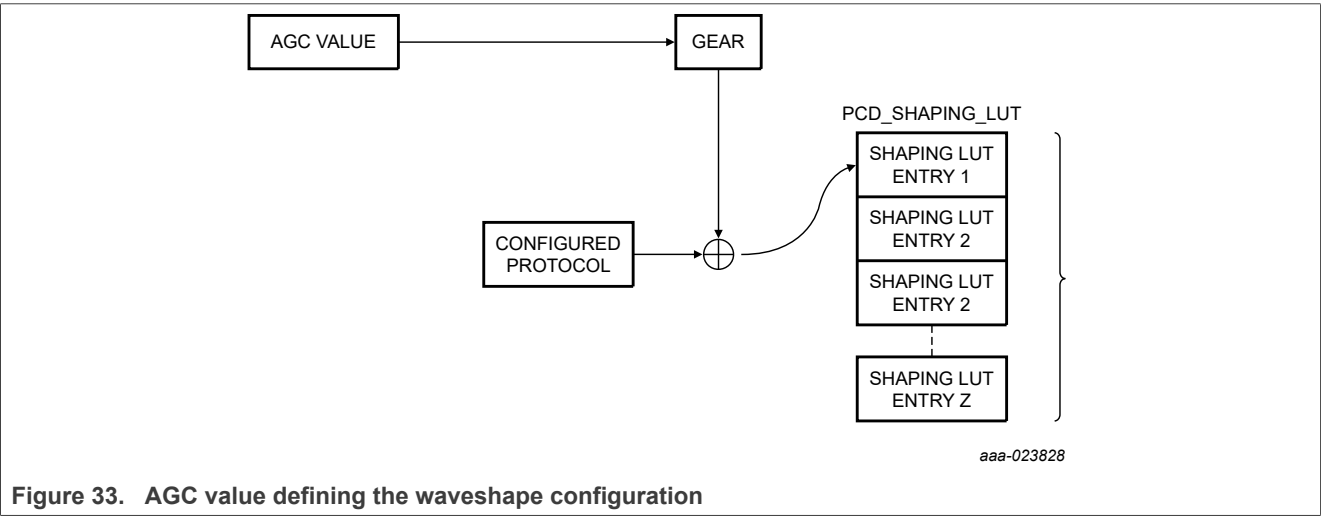 AGC VALUE
GEAR
PCD_SHAPING_LUT
SHAPING LUT
ENTRY 1
SHAPING LUT
ENTRY 2
CONFIGURED
PROTOCOL
SHAPING LUT
ENTRY 2
SHAPING LUT
ENTRY Z
aaa-023828
Figure 33. AGC value defining the waveshape configuration